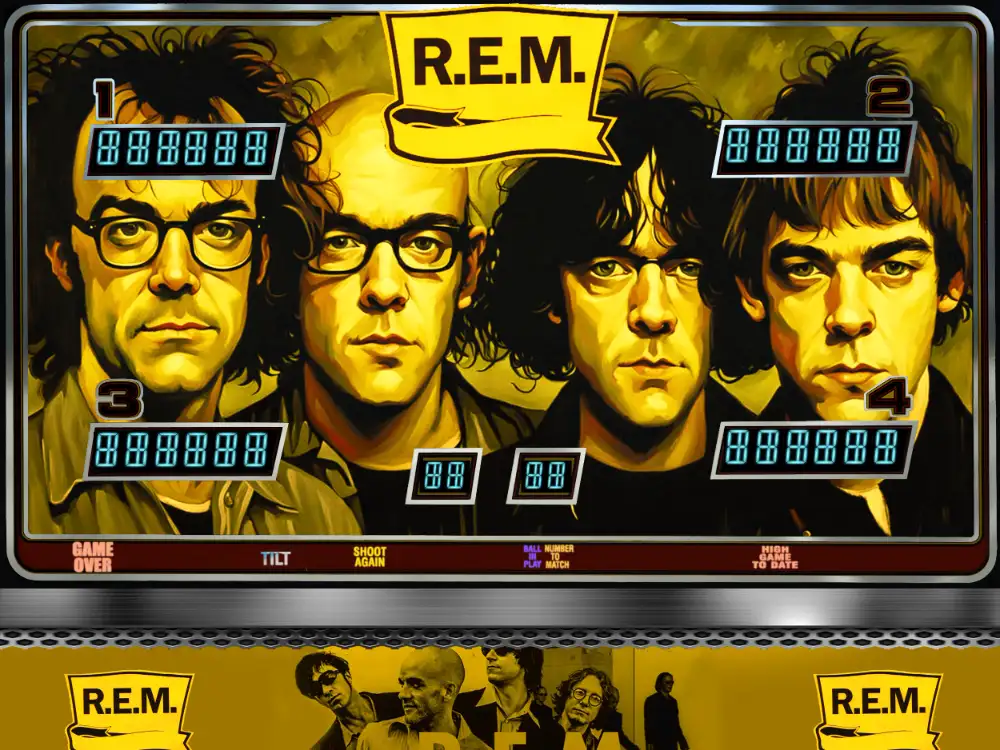 R.E.M.
1
2
3
4
GAME
OVER
TILT
SHOOT
AGAIN
BALL
IN
PLAY
NUMBER
TO
MATCH
HIGH
GAME
TO DATE
R.E.M.
R.E.M.
R.E.M.